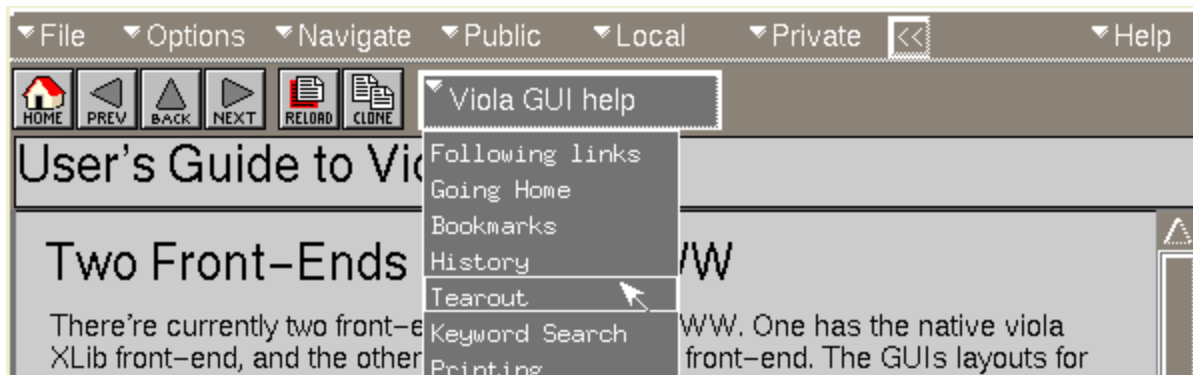 File Options Navigate Public Local Private << Help
HOME PREV BACK NEXT RELOAD CLONE Viola GUI help
User's Guide to Vi
Following links
Going Home
Bookmarks
Two Front-Ends WW
History
Tearout
There're currently two front-e WW. One has the native viola
Keyword Search
XLib front-end, and the other front-end. The GUIs layouts for
Printing